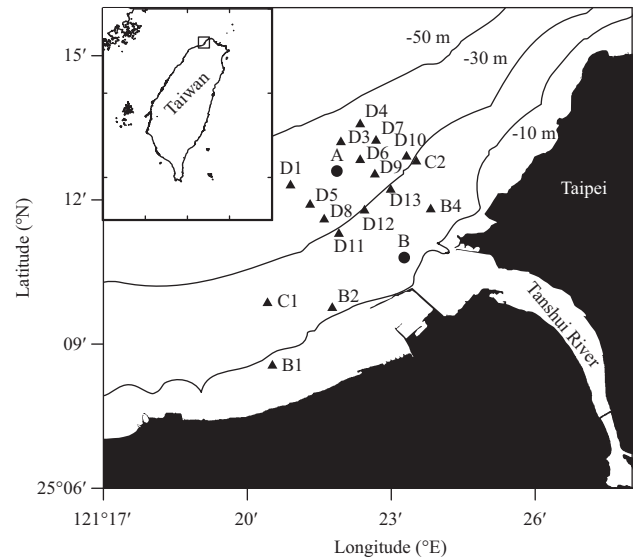 15′
-50 m
-30 m
Taiwan
D4
D7
D3
D10
-10 m
A
D6
C2
D9
D1
12′
Taipei
D5
D13
B4
D8
D12
D11
B
Latitude (°N)
C1
B2
Tanshui River
09′
B1
25°06′
121°17′
20′
23′
26′
Longitude (°E)